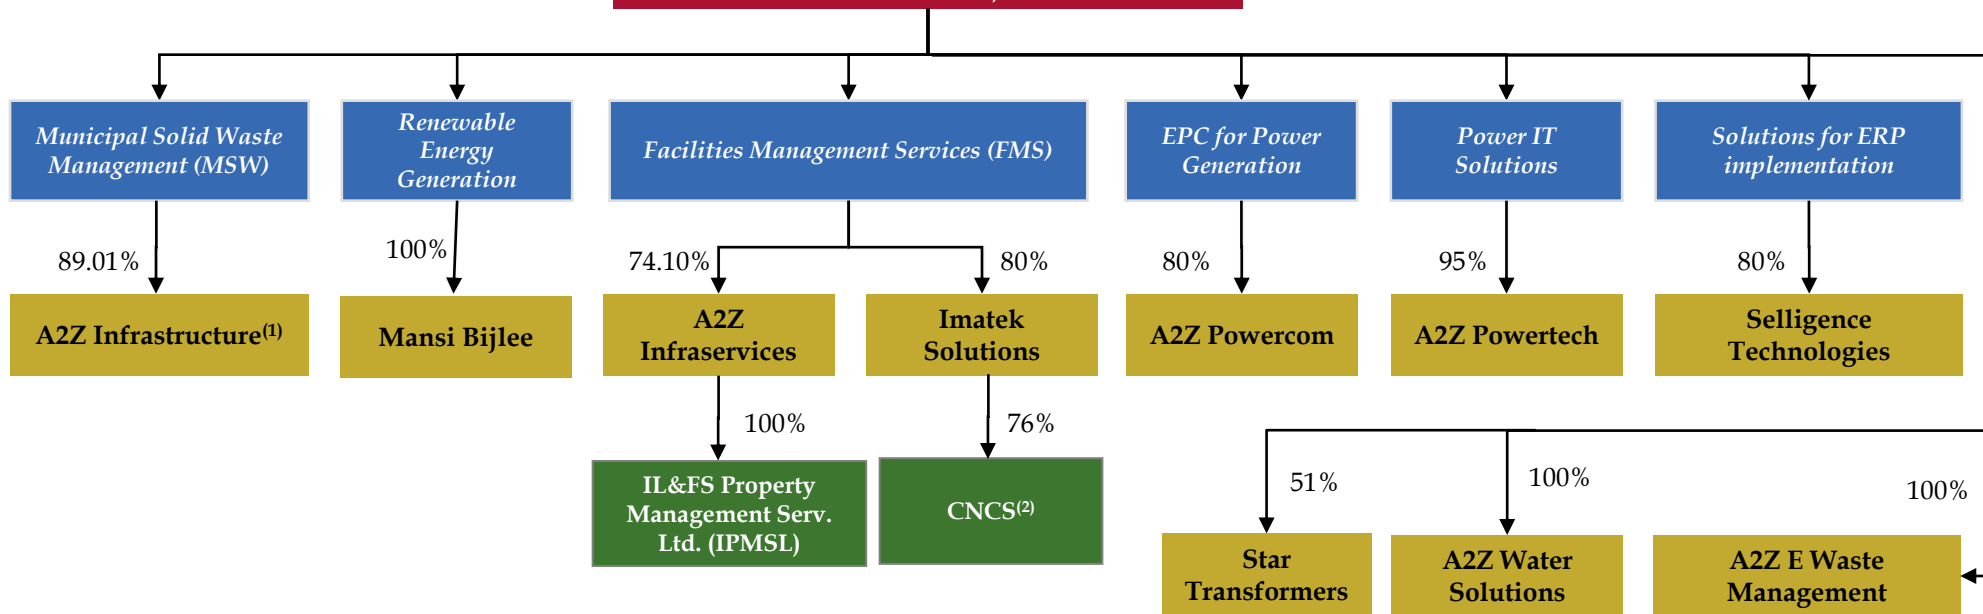 Municipal Solid Waste
Management (MSW)
Renewable
Energy
Generation
Facilities Management Services (FMS)
EPC for Power
Generation
Power IT
Solutions
Solutions for ERP
implementation
89.01%
100%
74.10%
80%
80%
95%
80%
A2Z Infrastructure(1)
Mansi Bijlee
A2Z
Infraservices
Imatek
Solutions
A2Z Powercom
A2Z Powertech
Selligence
Technologies
100%
76%
IL&FS Property
Management Serv.
Ltd. (IPMSL)
CNCS(2)
51%
100%
100%
Star
Transformers
A2Z Water
Solutions
A2Z E Waste
Management